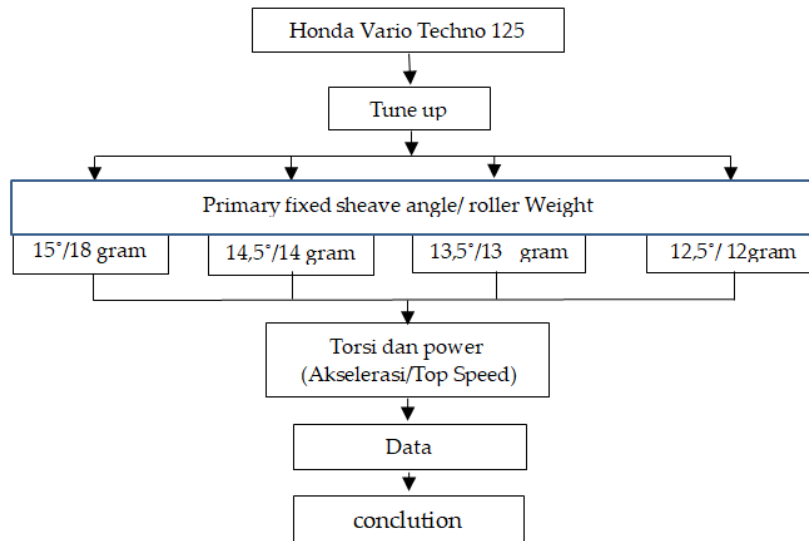 Honda Vario Techno 125
Tune up
Primary fixed sheave angle/ roller Weight
15˚/18 gram
14,5˚/14 gram
13,5˚/13 gram
12,5˚/ 12gram
Torsi dan power
(Akselerasi/Top Speed)
Data
conclution